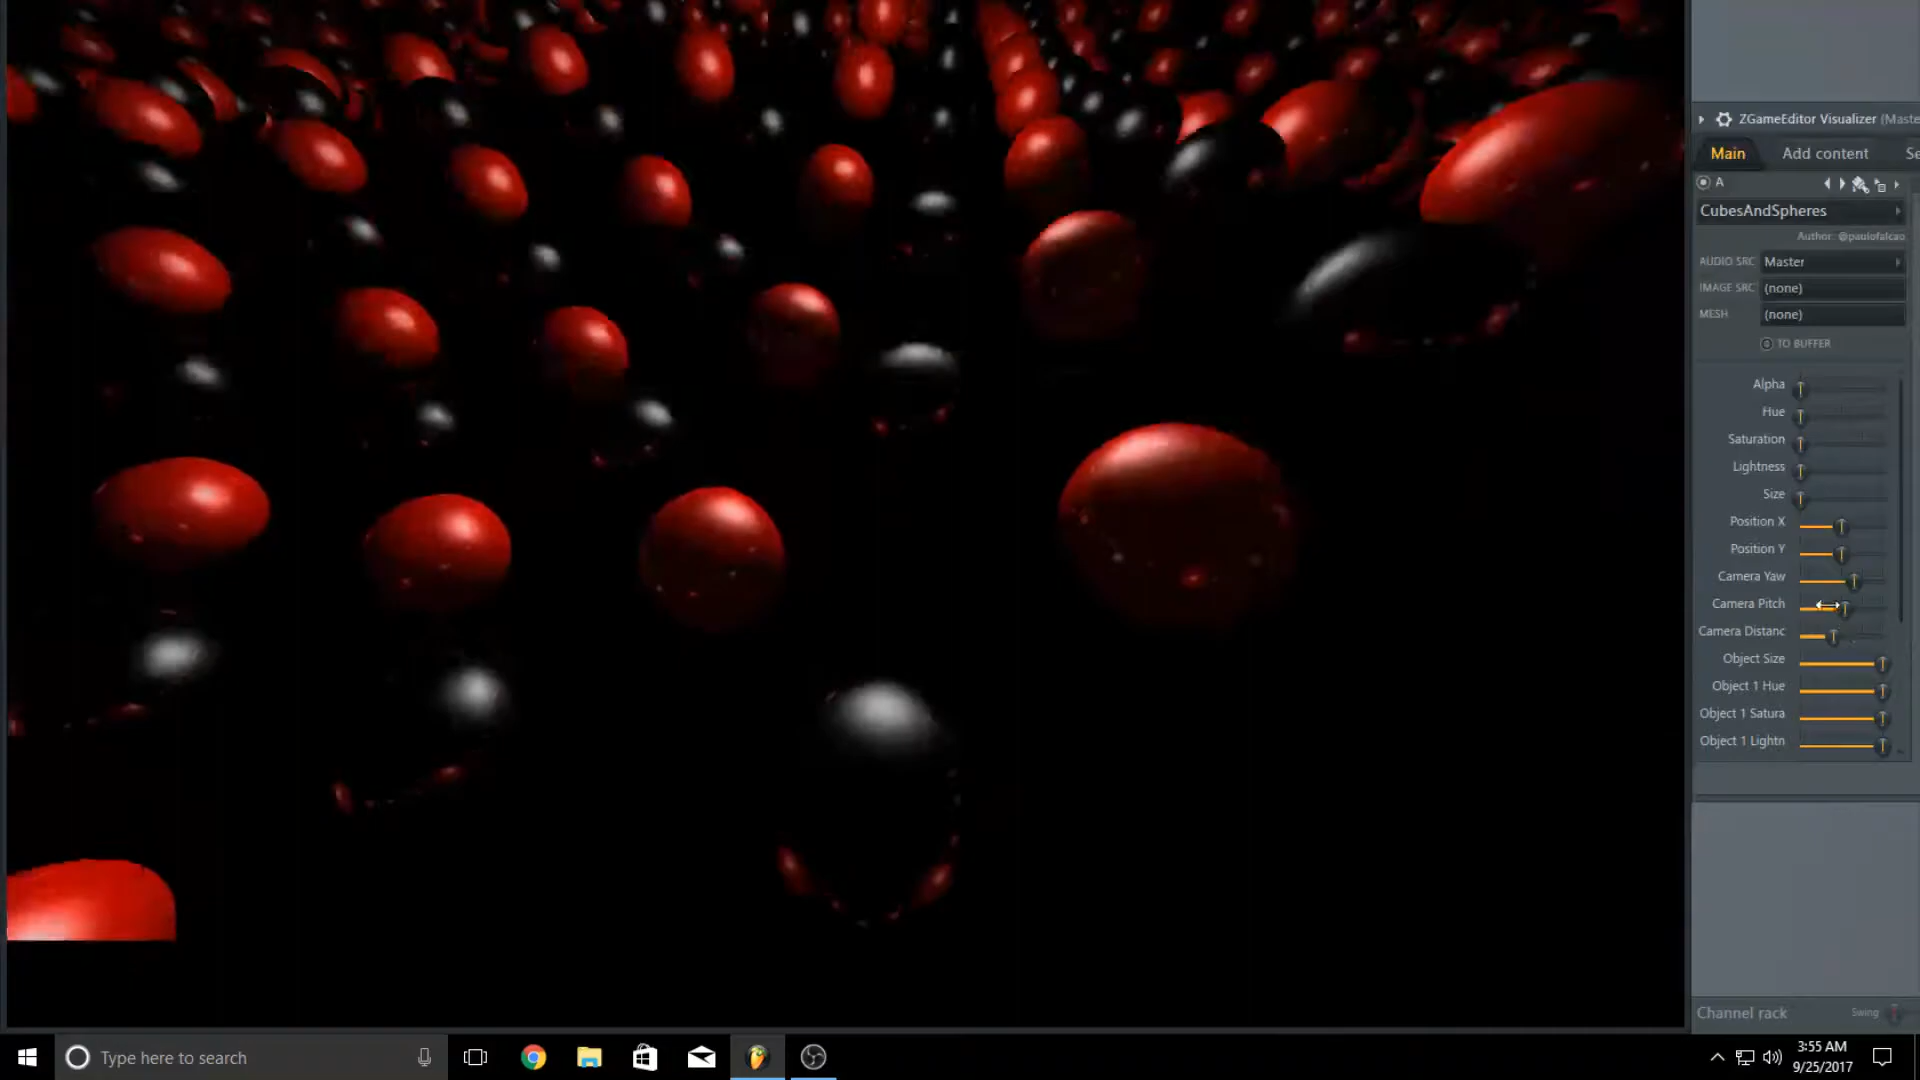 ZGameEditor Visualizer (Maste
Main Add content Se
A
CubesAndSpheres
Author: @paulofalcao
AUDIO SRC Master
IMAGE SRC (none)
MESH (none)
TO BUFFER
Alpha
Hue
Saturation
Lightness
Size
Position X
Position Y
Camera Yaw
Camera Pitch
Camera Distanc
Object Size
Object 1 Hue
Object 1 Satura
Object 1 Lightn
Channel rack Swing
Type here to search
3:55 AM
9/25/2017